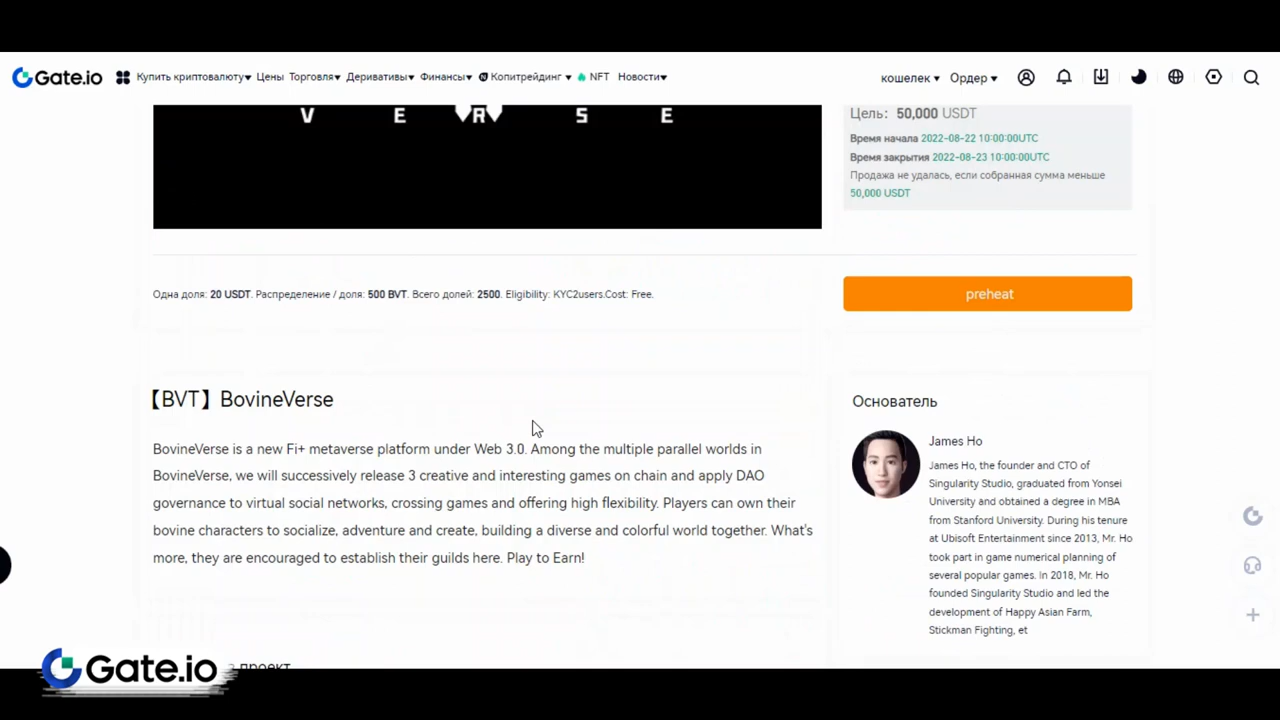 Gate.io Купить криптовалюту Цены Торговля Деривативы Финансы Копитрейдинг NFT Новости кошелек Ордер
V E R S E
Цель: 50,000 USDT
Время начала 2022-08-22 10:00:00UTC
Время закрытия 2022-08-23 10:00:00UTC
Продажа не удалась, если собранная сумма меньше
50,000 USDT
Одна доля: 20 USDT. Распределение / доля: 500 BVT. Всего долей: 2500. Eligibility: KYC2users.Cost: Free.
preheat
【BVT】BovineVerse
BovineVerse is a new Fi+ metaverse platform under Web 3.0. Among the multiple parallel worlds in
BovineVerse, we will successively release 3 creative and interesting games on chain and apply DAO
governance to virtual social networks, crossing games and offering high flexibility. Players can own their
bovine characters to socialize, adventure and create, building a diverse and colorful world together. What's
more, they are encouraged to establish their guilds here. Play to Earn!
Основатель
James Ho
James Ho, the founder and CTO of
Singularity Studio, graduated from Yonsei
University and obtained a degree in MBA
from Stanford University. During his tenure
at Ubisoft Entertainment since 2013, Mr. Ho
took part in game numerical planning of
several popular games. In 2018, Mr. Ho
founded Singularity Studio and led the
development of Happy Asian Farm,
Stickman Fighting, et
Gate.io
проект